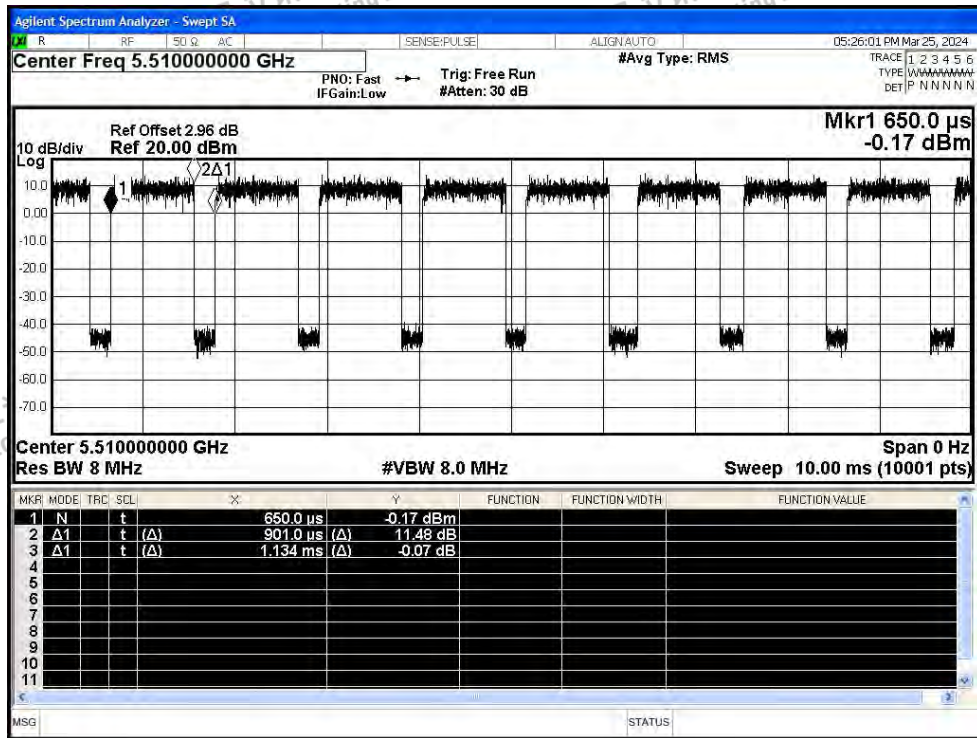 Agilent Spectrum Analyzer - Swept SA
LXI R RF 50 Ω AC SENSE:PULSE ALIGN AUTO 05:26:01 PM Mar 25, 2024
Center Freq 5.510000000 GHz
PNO: Fast
IFGain:Low
Trig: Free Run
#Atten: 30 dB
#Avg Type: RMS
TRACE 1 2 3 4 5 6
TYPE W
DET P N N N N N
Mkr1 650.0 µs
-0.17 dBm
Ref Offset 2.96 dB
10 dB/div Ref 20.00 dBm
Log
2Δ1
10.0
1
0.00
-10.0
-20.0
-30.0
-40.0
-50.0
-60.0
-70.0
Center 5.510000000 GHz Span 0 Hz
Res BW 8 MHz #VBW 8.0 MHz Sweep 10.00 ms (10001 pts)
MKR MODE TRC SCL X Y FUNCTION FUNCTION WIDTH FUNCTION VALUE
1 N t 650.0 µs -0.17 dBm
2 Δ1 t (Δ) 901.0 µs (Δ) 11.48 dB
3 Δ1 t (Δ) 1.134 ms (Δ) -0.07 dB
4
5
6
7
8
9
10
11
MSG STATUS